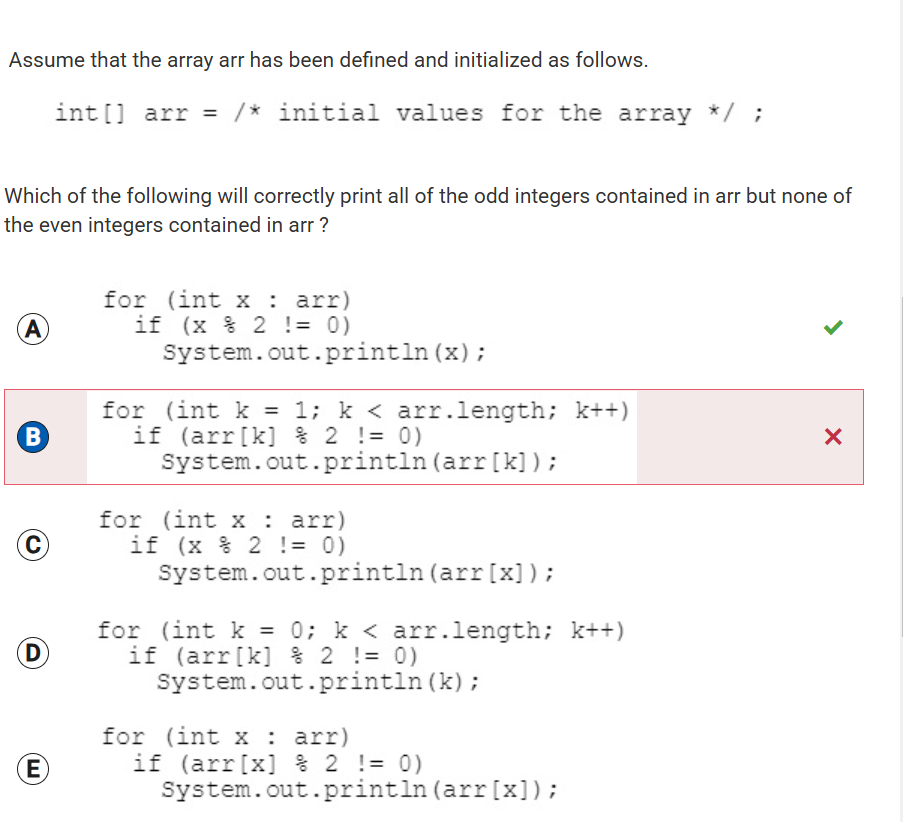 Assume that the array arr has been defined and initialized as follows.
int[] arr = /* initial values for the array */ ;
Which of the following will correctly print all of the odd integers contained in arr but none of
the even integers contained in arr ?
A
for (int x : arr)
if (x % 2 != 0)
System.out.println(x);
B
for (int k = 1; k < arr.length; k++)
if (arr[k] % 2 != 0)
System.out.println(arr[k]);
C
for (int x : arr)
if (x % 2 != 0)
System.out.println(arr[x]);
D
for (int k = 0; k < arr.length; k++)
if (arr[k] % 2 != 0)
System.out.println(k);
E
for (int x : arr)
if (arr[x] % 2 != 0)
System.out.println(arr[x]);